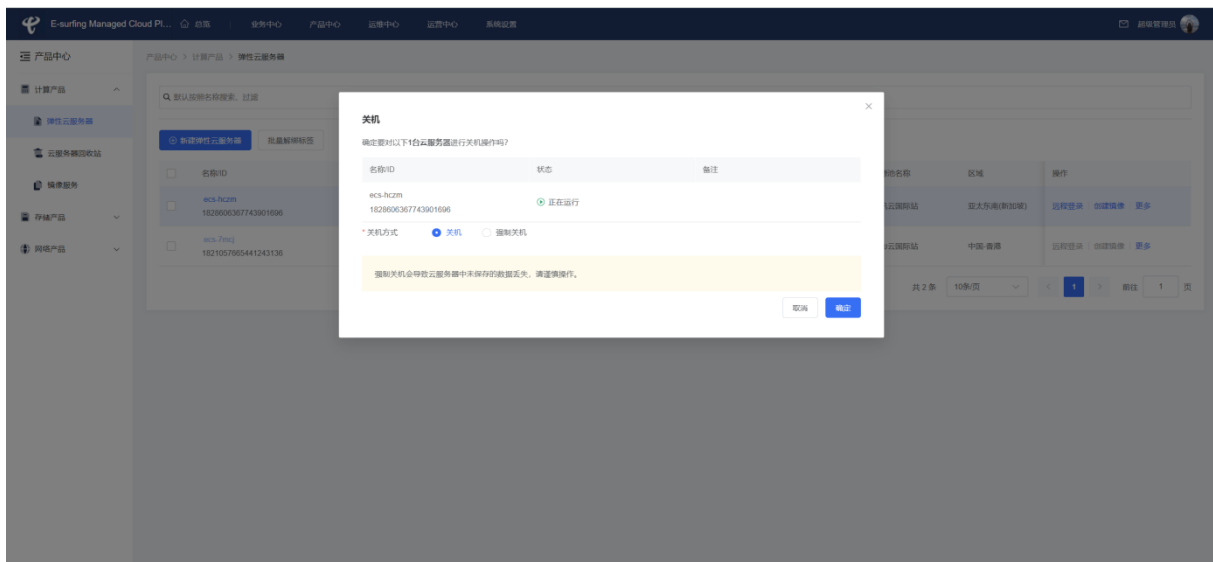 E-surfing Managed Cloud Pl... 总览 业务中心 产品中心 运维中心 运营中心 系统设置 超级管理员
产品中心
产品中心 > 计算产品 > 弹性云服务器
计算产品
默认按照名称搜索、过滤
弹性云服务器
新建弹性云服务器 批量解绑标签
云服务器回收站
镜像服务
存储产品
网络产品
名称/ID
ecs-hczm
1828606367743901696
ecs-7mxj
1821057665441243136
关机
确定要对以下1台云服务器进行关机操作吗?
名称/ID 状态 备注
ecs-hczm
1828606367743901696
正在运行
* 关机方式 关机 强制关机
强制关机会导致云服务器中未保存的数据丢失，请谨慎操作。
取消 确定
名称 区域 操作
云国际站 亚太东南(新加坡) 远程登录 创建镜像 更多
云国际站 中国-香港 远程登录 创建镜像 更多
共 2 条 10条/页 < 1 > 前往 1 页